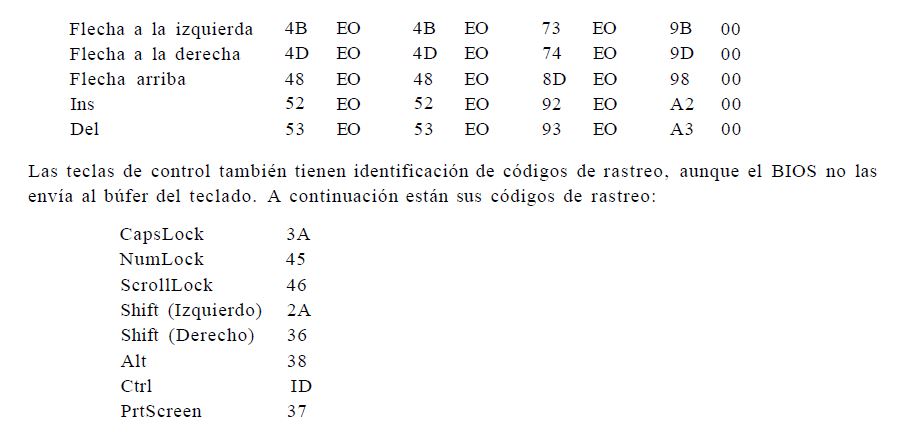 Flecha a la izquierda 4B EO 4B EO 73 EO 9B 00
Flecha a la derecha 4D EO 4D EO 74 EO 9D 00
Flecha arriba 48 EO 48 EO 8D EO 98 00
Ins 52 EO 52 EO 92 EO A2 00
Del 53 EO 53 EO 93 EO A3 00
Las teclas de control también tienen identificación de códigos de rastreo, aunque el BIOS no las
envía al búfer del teclado. A continuación están sus códigos de rastreo:
CapsLock 3A
NumLock 45
ScrollLock 46
Shift (Izquierdo) 2A
Shift (Derecho) 36
Alt 38
Ctrl ID
PrtScreen 37